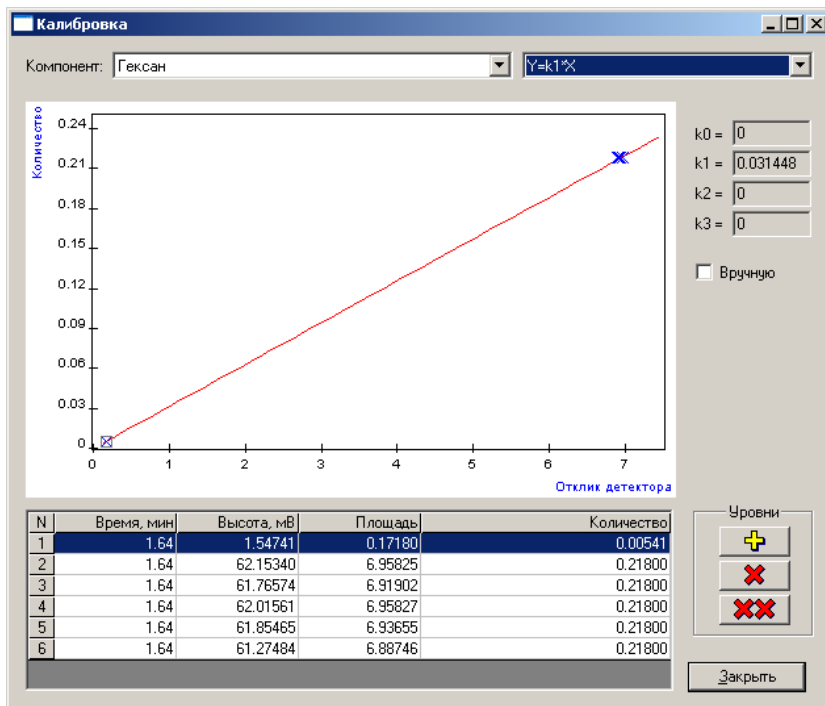 Калибровка
Компонент: Гексан Y=k1*X
Количество
0.24
0.21
0.18
0.15
0.12
0.09
0.06
0.03
0
0 1 2 3 4 5 6 7
Отклик детектора
k0 = 0
k1 = 0.031448
k2 = 0
k3 = 0
Вручную
N Время, мин Высота, мВ Площадь Количество
1 1.64 1.54741 0.17180 0.00541
2 1.64 62.15340 6.95825 0.21800
3 1.64 61.76574 6.91902 0.21800
4 1.64 62.01561 6.95827 0.21800
5 1.64 61.85465 6.93655 0.21800
6 1.64 61.27484 6.88746 0.21800
Уровни
Закрыть